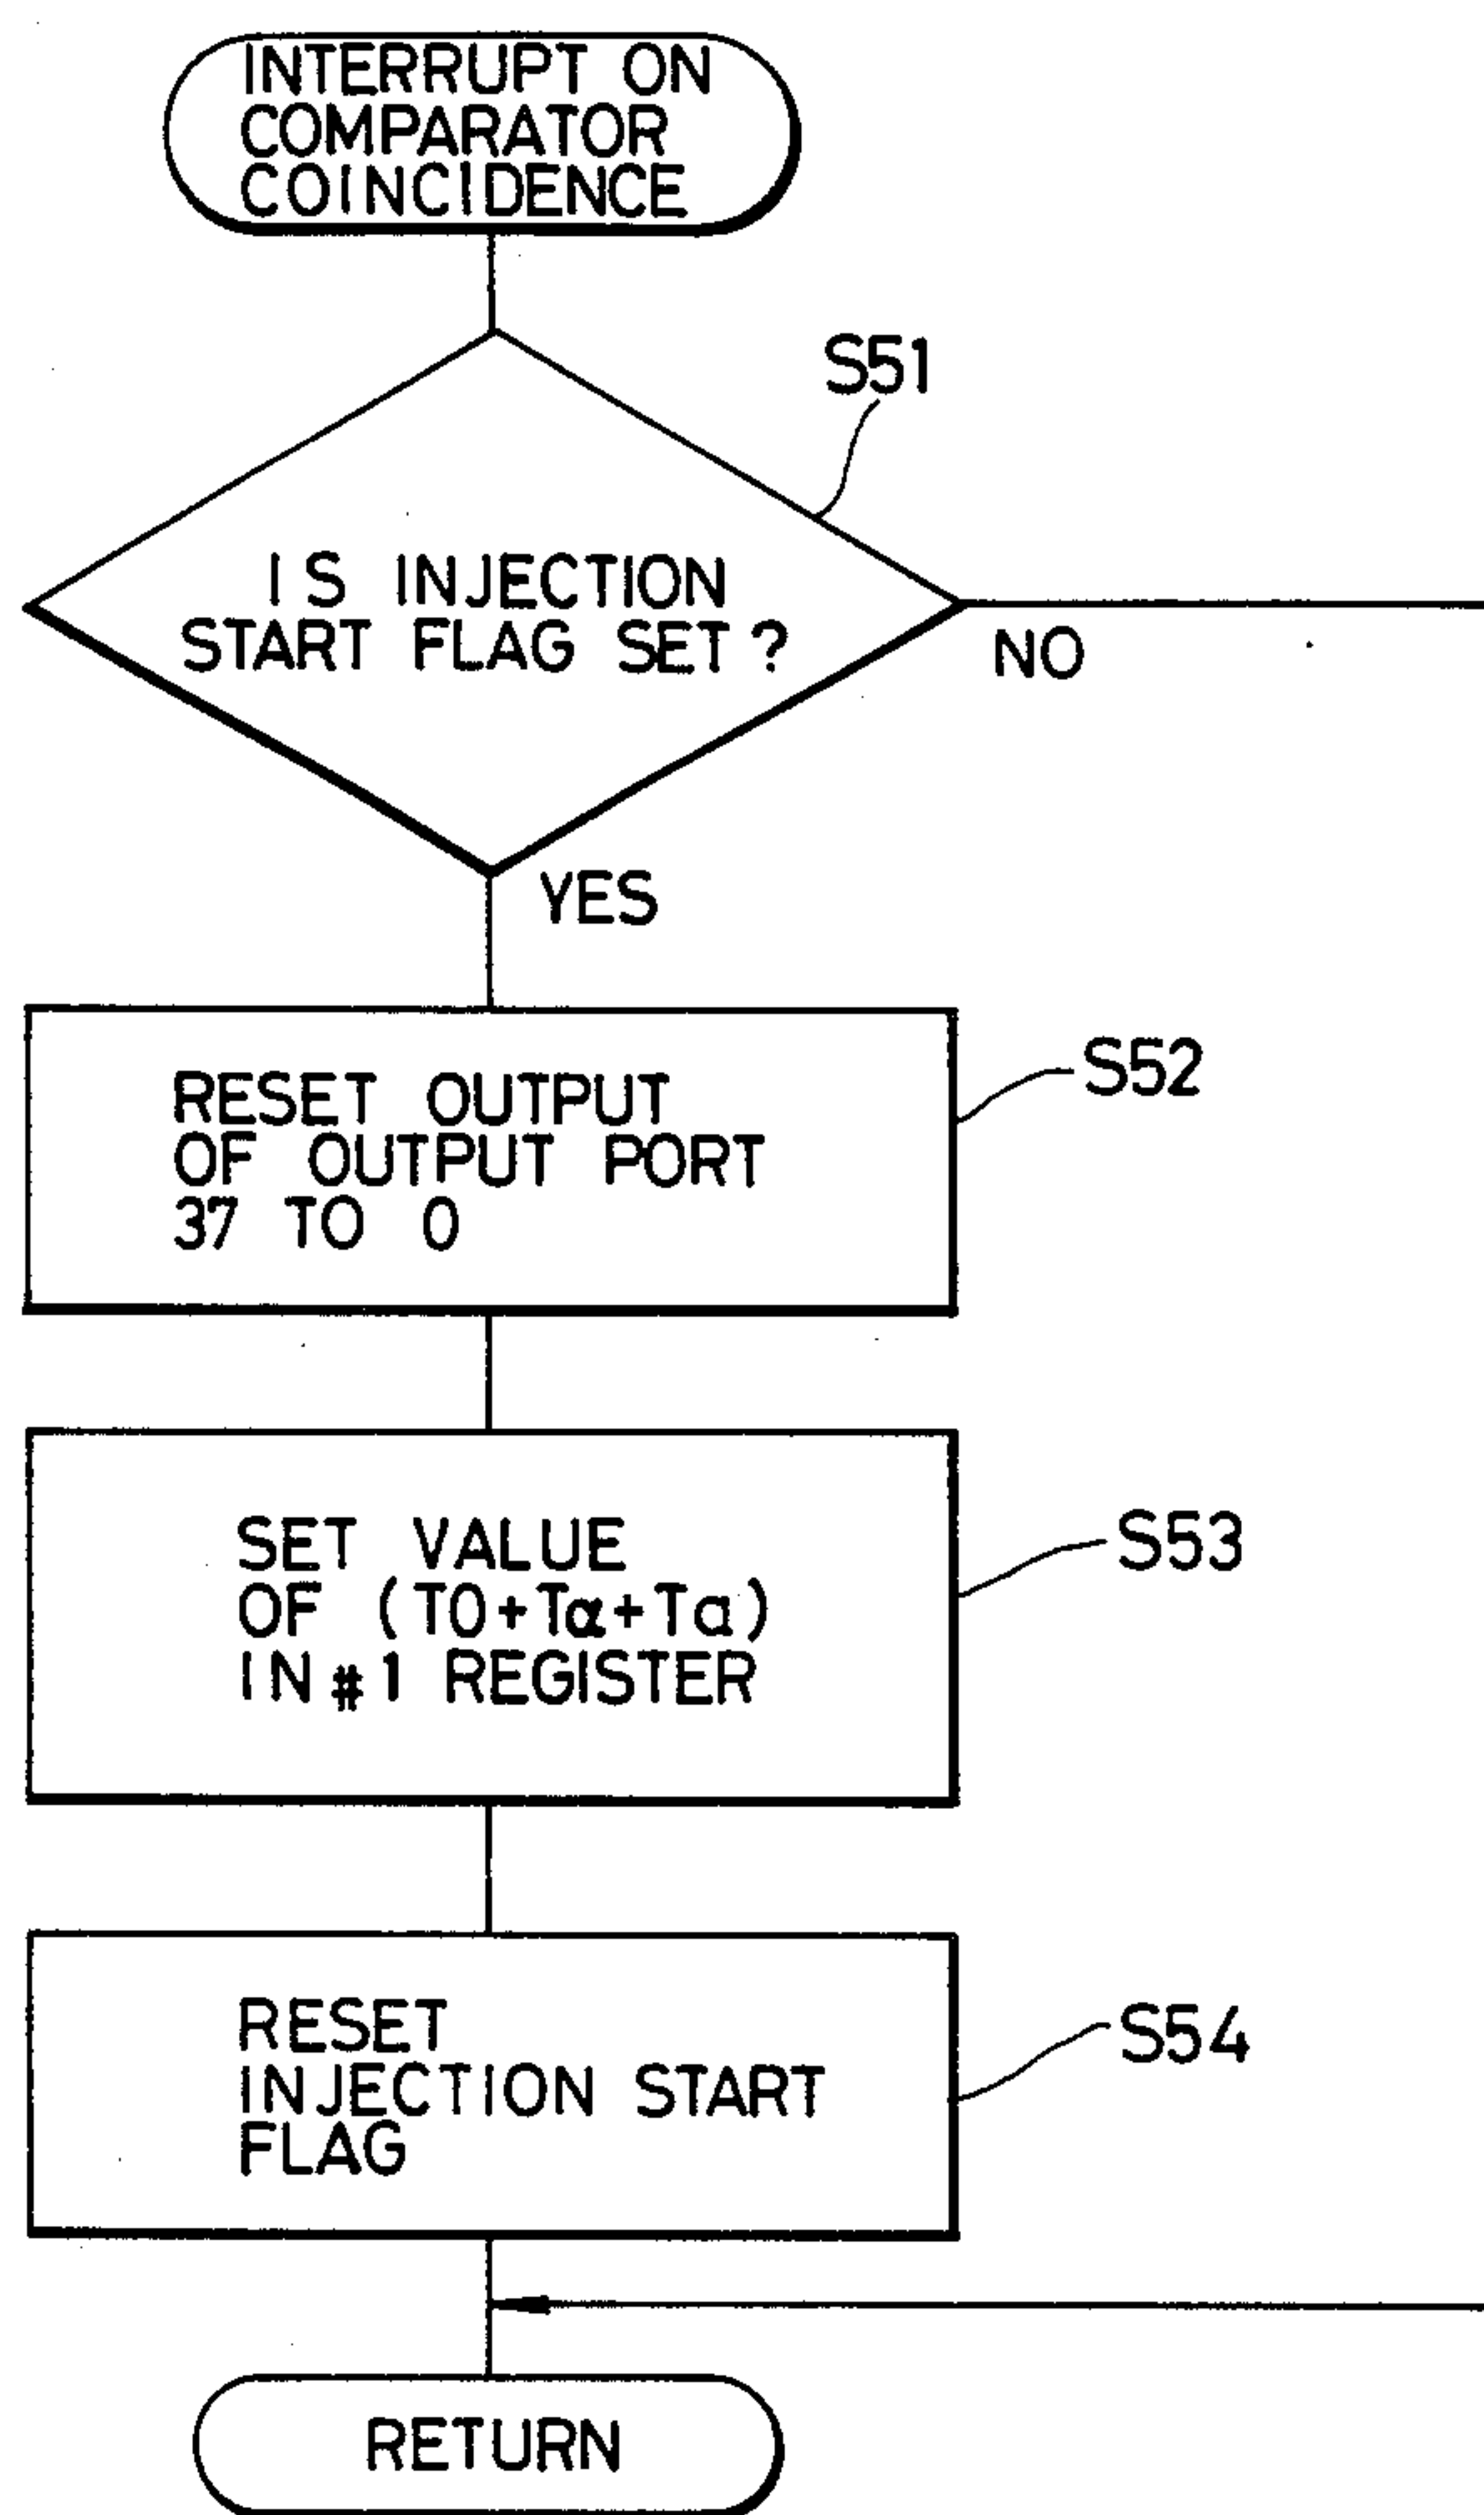 INTERRUPT ON
COMPARATOR
COINCIDENCE
S51
IS INJECTION
START FLAG SET ?
NO
YES
RESET OUTPUT
OF OUTPUT PORT
37 TO 0
S52
SET VALUE
OF (T0+Tα+Ta)
IN #1 REGISTER
S53
RESET
INJECTION START
FLAG
S54
RETURN